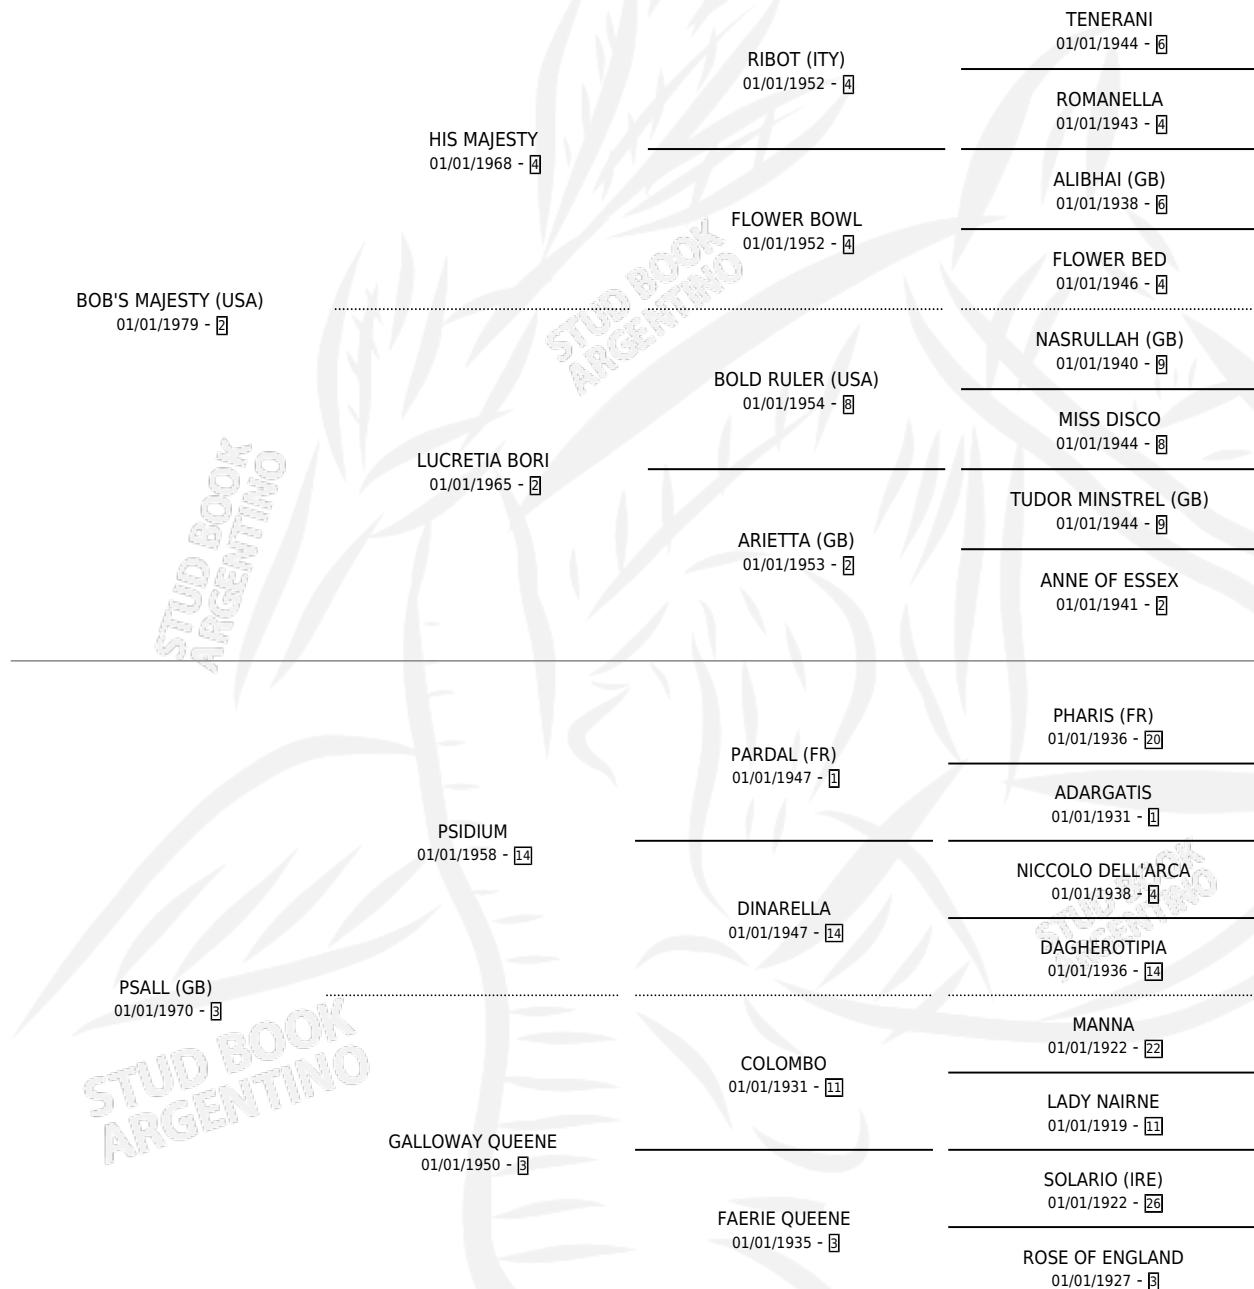 TENERANI
01/01/1944 - 6
RIBOT (ITY)
01/01/1952 - 4
ROMANELLA
01/01/1943 - 4
HIS MAJESTY
01/01/1968 - 4
ALIBHAI (GB)
01/01/1938 - 6
FLOWER BOWL
01/01/1952 - 4
FLOWER BED
01/01/1946 - 4
BOB'S MAJESTY (USA)
01/01/1979 - 2
NASRULLAH (GB)
01/01/1940 - 9
BOLD RULER (USA)
01/01/1954 - 8
MISS DISCO
01/01/1944 - 8
LUCRETIA BORI
01/01/1965 - 2
TUDOR MINSTREL (GB)
01/01/1944 - 9
ARIETTA (GB)
01/01/1953 - 2
ANNE OF ESSEX
01/01/1941 - 2
PHARIS (FR)
01/01/1936 - 20
PARDAL (FR)
01/01/1947 - 1
ADARGATIS
01/01/1931 - 1
PSIDIUM
01/01/1958 - 14
NICCOLO DELL'ARCA
01/01/1938 - 4
DINARELLA
01/01/1947 - 14
DAGHEROTIPIA
01/01/1936 - 14
PSALL (GB)
01/01/1970 - 3
MANNA
01/01/1922 - 22
COLOMBO
01/01/1931 - 11
LADY NAIRNE
01/01/1919 - 11
GALLOWAY QUEENE
01/01/1950 - 3
SOLARIO (IRE)
01/01/1922 - 26
FAERIE QUEENE
01/01/1935 - 3
ROSE OF ENGLAND
01/01/1927 - 3
STUD BOOK
ARGENTINO
STUD BOOK
ARGENTINO
STUD BOOK
ARGENTINO
STUD BOOK
ARGENTINO